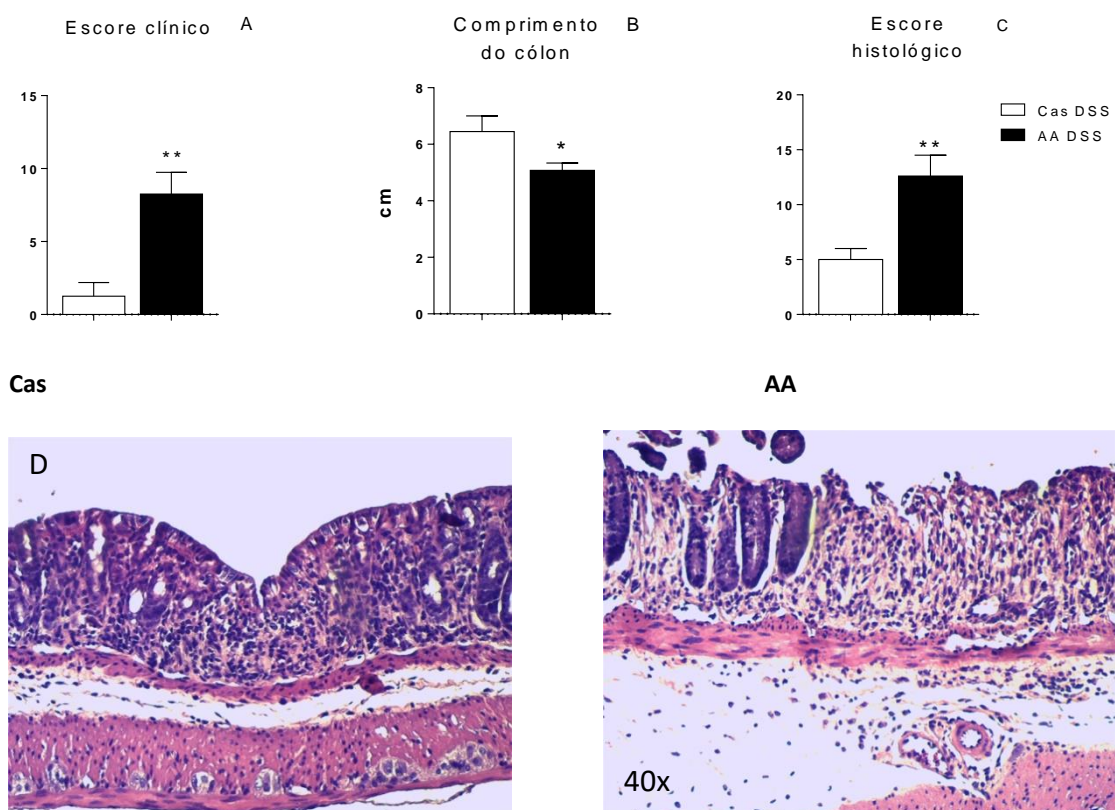 Escore clínico
A
15
10
5
0
**
Comprimento
do cólon
B
8
6
4
2
0
cm
*
Escore
histológico
C
20
15
10
5
0
**
Cas DSS
AA DSS
Cas
AA
D
40x